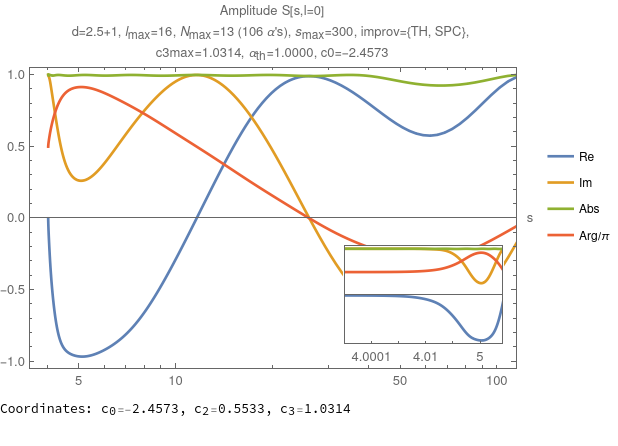 Amplitude S[s,l=0]
d=2.5+1, lmax=16, Nmax=13 (106 α's), smax=300, improv={TH, SPC},
c3max=1.0314, αth=1.0000, c0=-2.4573
1.0
0.5
0.0
-0.5
-1.0
5
10
50
100
s
Re
Im
Abs
Arg/π
4.0001
4.01
5
Coordinates: c0=-2.4573, c2=0.5533, c3=1.0314